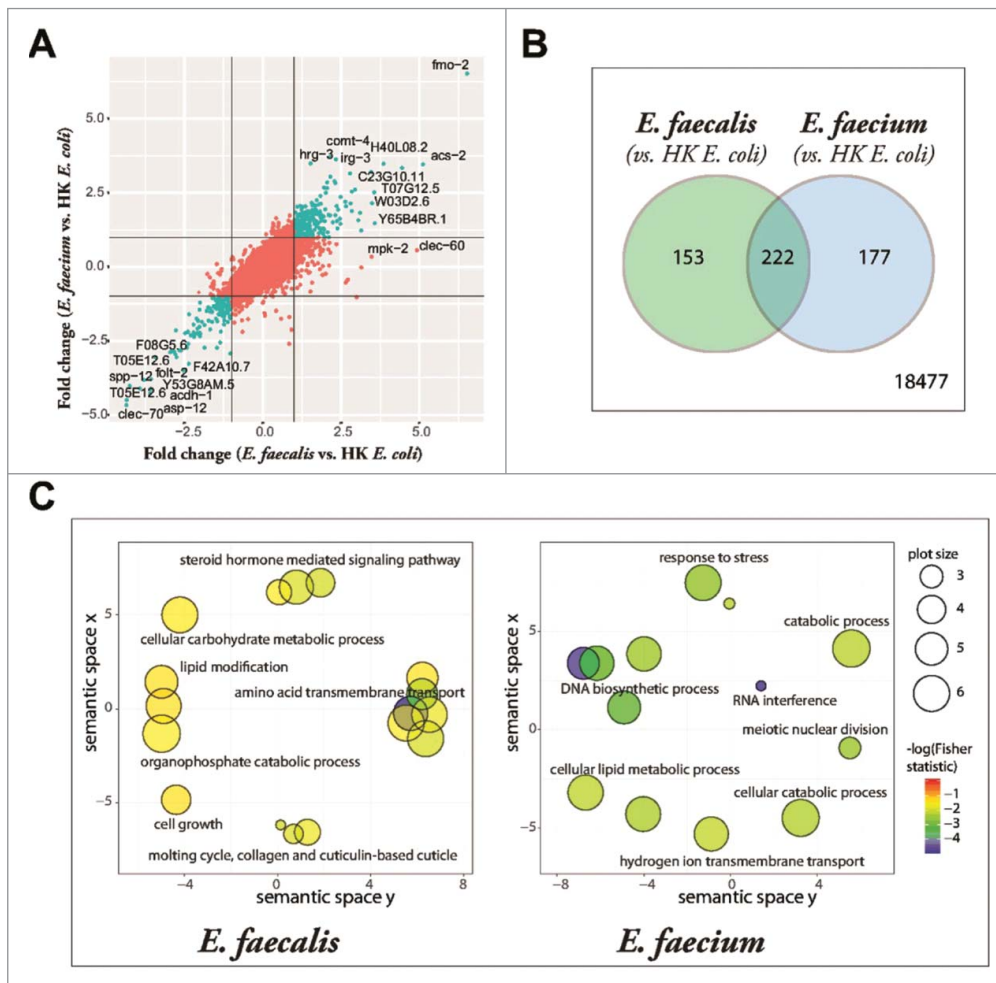 A
fmo-2
comt-4
H40L08.2
hrg-3
irg-3
acs-2
C23G10.11
T07G12.5
W03D2.6
Y65B4BR.1
mpk-2
clec-60
F08G5.6
T05E12.6
folt-2
F42A10.7
spp-12
Y53G8AM.5
T05E12.6
acdh-1
clec-70
asp-12
5.0
2.5
0.0
-2.5
-5.0
-2.5
0.0
2.5
5.0
Fold change (E. faecium vs. HK E. coli)
Fold change (E. faecalis vs. HK E. coli)
B
E. faecalis
(vs. HK E. coli)
E. faecium
(vs. HK E. coli)
153
222
177
18477
C
steroid hormone mediated signaling pathway
cellular carbohydrate metabolic process
lipid modification
amino acid transmembrane transport
organophosphate catabolic process
cell growth
molting cycle, collagen and cuticulin-based cuticle
semantic space x
5
0
−5
−4
0
4
8
semantic space y
E. faecalis
response to stress
catabolic process
DNA biosynthetic process
RNA interference
meiotic nuclear division
cellular lipid metabolic process
cellular catabolic process
hydrogen ion transmembrane transport
semantic space x
5
0
−5
−8
−4
0
4
semantic space y
E. faecium
plot size
3
4
5
6
-log(Fisher
statistic)
−1
−2
−3
−4